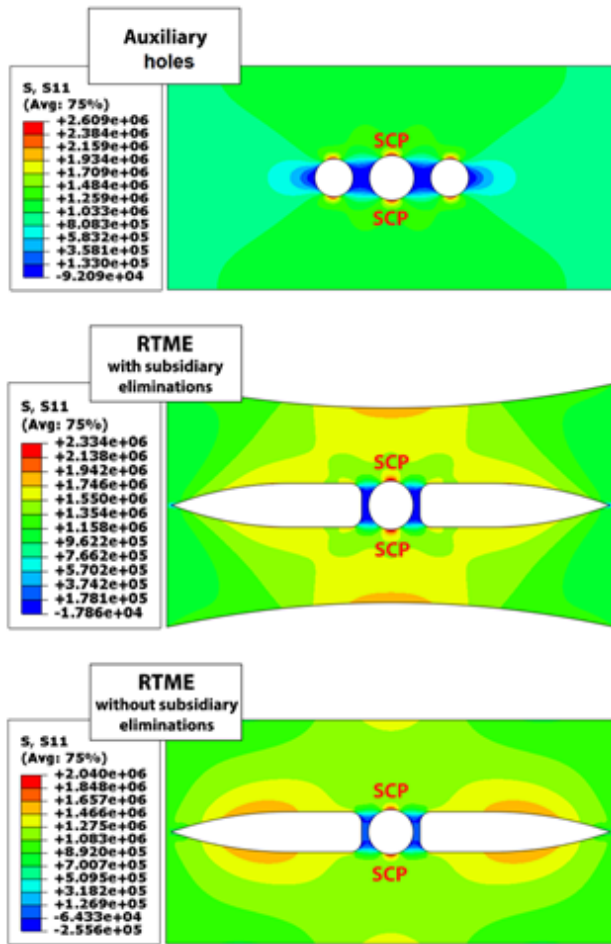 Auxiliary
holes
S, S11
(Avg: 75%)
+2.609e+06
+2.384e+06
+2.159e+06
+1.934e+06
+1.709e+06
+1.484e+06
+1.259e+06
+1.033e+06
+8.083e+05
+5.832e+05
+3.581e+05
+1.330e+05
-9.209e+04
SCP
SCP
RTME
with subsidiary
eliminations
S, S11
(Avg: 75%)
+2.334e+06
+2.138e+06
+1.942e+06
+1.746e+06
+1.550e+06
+1.354e+06
+1.158e+06
+9.622e+05
+7.662e+05
+5.702e+05
+3.742e+05
+1.781e+05
-1.786e+04
SCP
SCP
RTME
without subsidiary
eliminations
S, S11
(Avg: 75%)
+2.040e+06
+1.848e+06
+1.657e+06
+1.466e+06
+1.275e+06
+1.083e+06
+8.920e+05
+7.007e+05
+5.095e+05
+3.182e+05
+1.269e+05
-6.433e+04
-2.556e+05
SCP
SCP